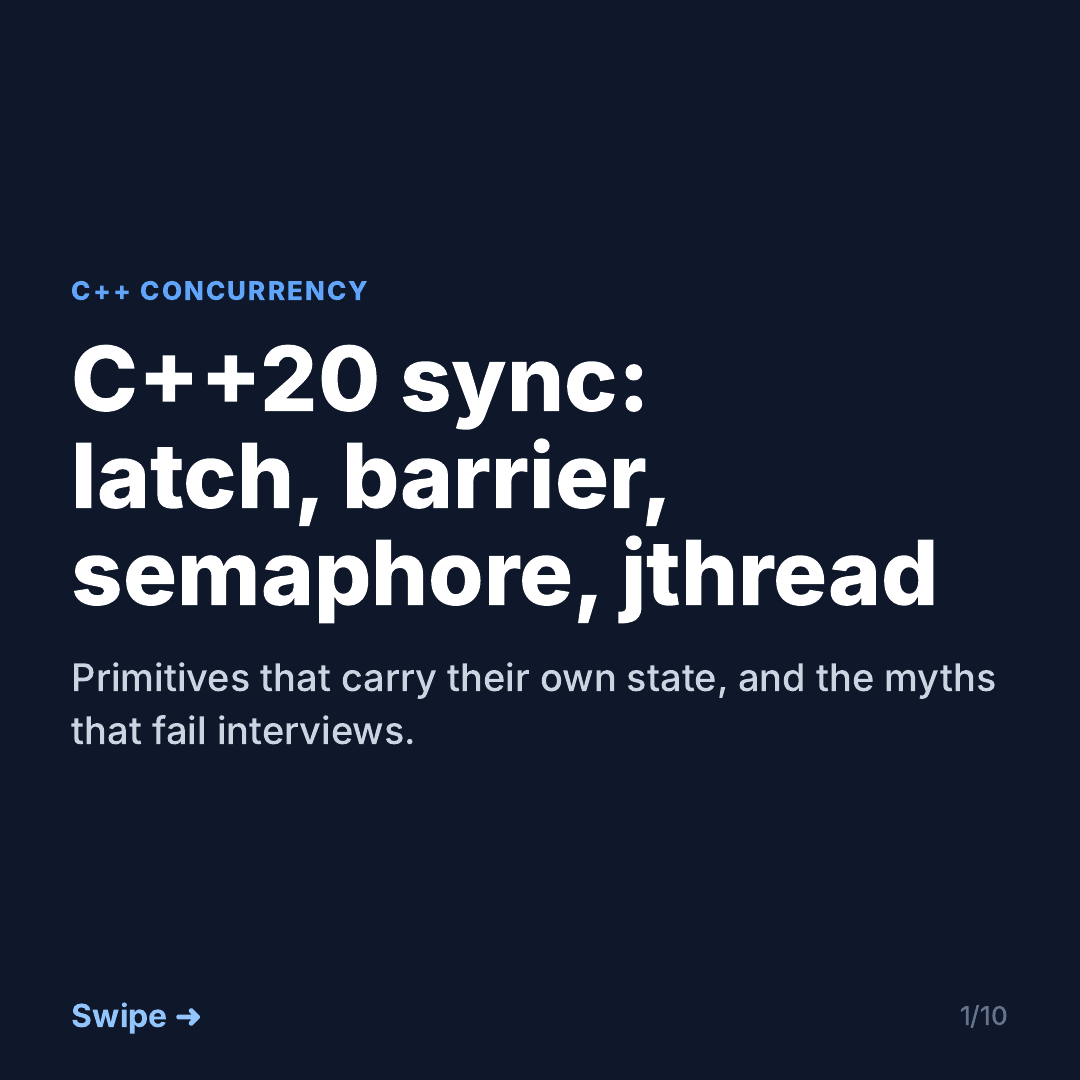 C++ CONCURRENCY
C++20 sync:
latch, barrier,
semaphore, jthread
Primitives that carry their own state, and the myths
that fail interviews.
Swipe ➜
1/10